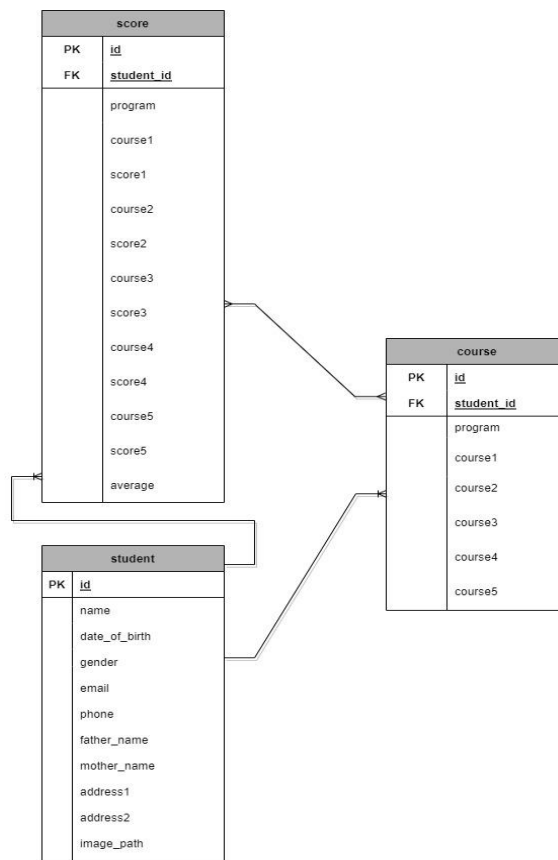 score
PK id
FK student_id
program
course1
score1
course2
score2
course3
score3
course4
score4
course5
score5
average
course
PK id
FK student_id
program
course1
course2
course3
course4
course5
student
PK id
name
date_of_birth
gender
email
phone
father_name
mother_name
address1
address2
image_path